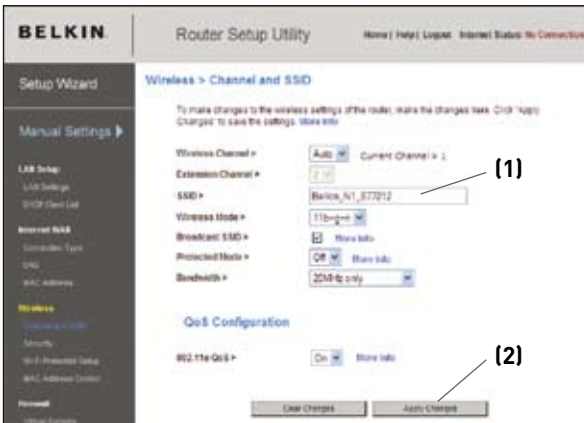 BELKIN
Router Setup Utility
Home | Help | Logout Internet Status: No Connection
Setup Wizard
Manual Settings
LAN Setup
LAN Settings
DHCP Client List
Internet WAN
Connection Type
DNS
MAC Address
Wireless
Channel and SSID
Security
Wi-Fi Protected Setup
MAC Address Control
Firewall
Virtual Servers
Wireless > Channel and SSID
To make changes to the wireless settings of the router, make the changes here. Click "Apply
Changes" to save the settings. More Info
Wireless Channel > Auto Current Channel > 1
Extension Channel >
SSID > Belkin_N1_877212
(1)
Wireless Mode >
Broadcast SSID > More Info
Protected Mode > Off More Info
Bandwidth > 20MHz only
QoS Configuration
802.11e QoS > On More Info
(2)
Clear Changes Apply Changes